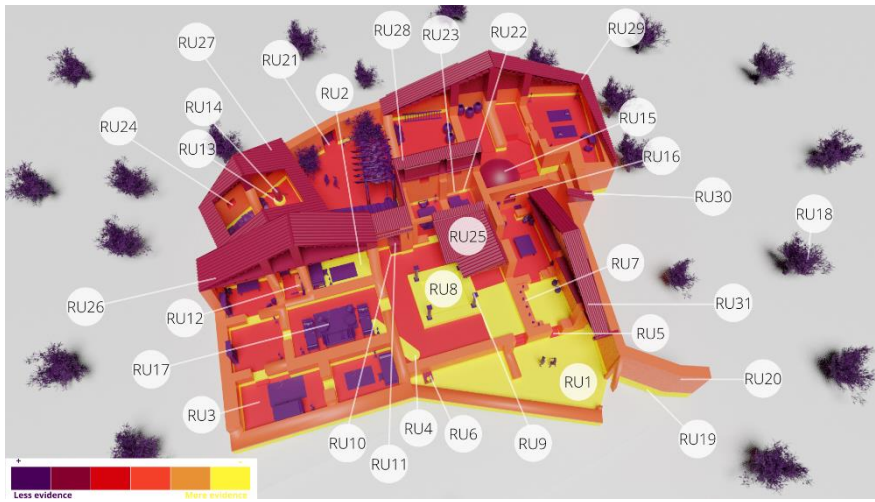 RU27
RU28
RU23
RU22
RU29
RU21
RU14
RU2
RU24
RU13
RU15
RU16
RU30
RU18
RU25
RU7
RU8
RU26
RU12
RU31
RU17
RU5
RU1
RU20
RU3
RU4
RU6
RU9
RU10
RU11
RU19
+
-
Less evidence
More evidence